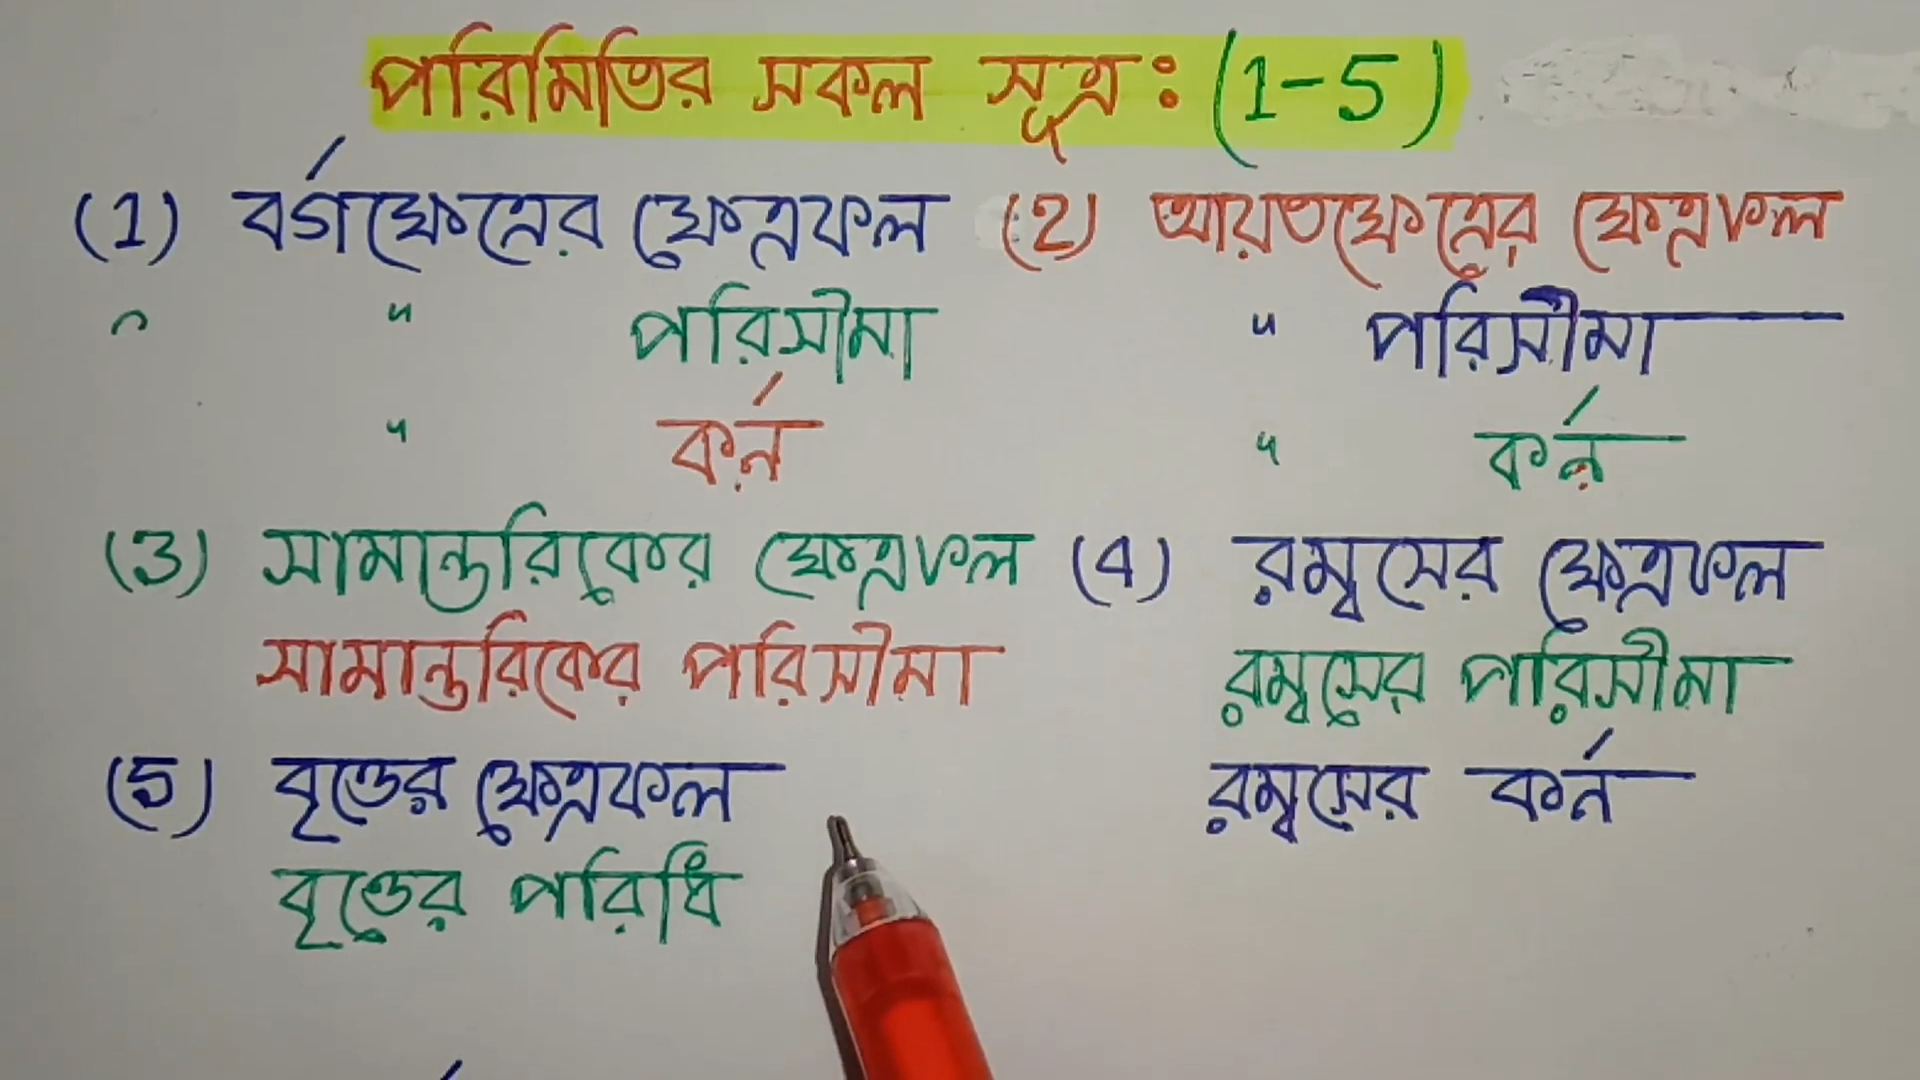 পরিমিতির সকল সূত্র : (1-5)
(1) বর্গক্ষেত্রের ক্ষেত্রফল
" " পরিসীমা
" কর্ন
(2) আয়তক্ষেত্রের ক্ষেত্রফল
" পরিসীমা
" কর্ন
(3) সামান্তরিকের ক্ষেত্রফল
সামান্তরিকের পরিসীমা
(4) রম্বসের ক্ষেত্রফল
রম্বসের পরিসীমা
রম্বসের কর্ন
(5) বৃত্তের ক্ষেত্রফল
বৃত্তের পরিধি